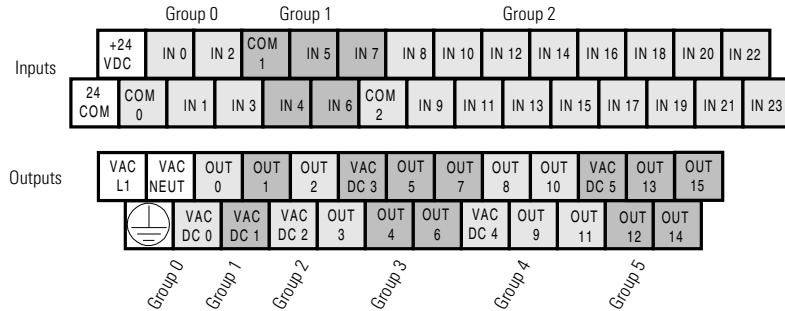 Group 0 Group 1 Group 2
Inputs
+24 VDC IN 0 IN 2 COM 1 IN 5 IN 7 IN 8 IN 10 IN 12 IN 14 IN 16 IN 18 IN 20 IN 22
24 COM COM 0 IN 1 IN 3 IN 4 IN 6 COM 2 IN 9 IN 11 IN 13 IN 15 IN 17 IN 19 IN 21 IN 23
Outputs
VAC L1 VAC NEUT OUT 0 OUT 1 OUT 2 VAC DC 3 OUT 5 OUT 7 OUT 8 OUT 10 VAC DC 5 OUT 13 OUT 15
VAC DC 0 VAC DC 1 VAC DC 2 OUT 3 OUT 4 OUT 6 VAC DC 4 OUT 9 OUT 11 OUT 12 OUT 14
Group 0 Group 1 Group 2 Group 3 Group 4 Group 5